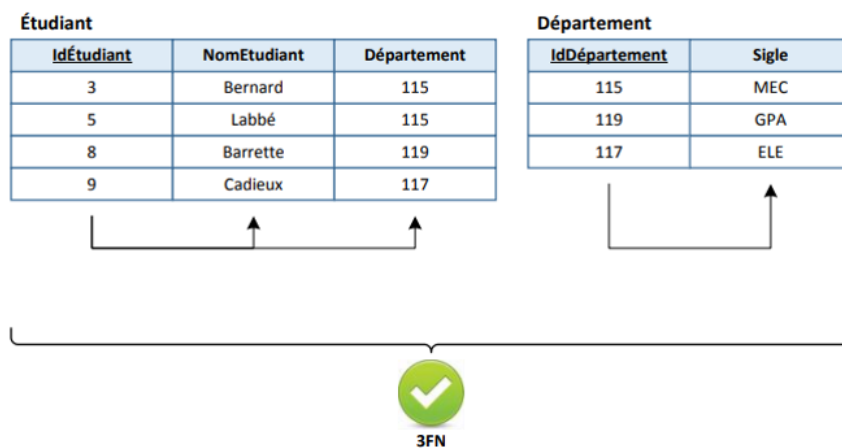 Étudiant
IdÉtudiant NomEtudiant Département
3 Bernard 115
5 Labbé 115
8 Barrette 119
9 Cadieux 117
Département
IdDépartement Sigle
115 MEC
119 GPA
117 ELE
3FN